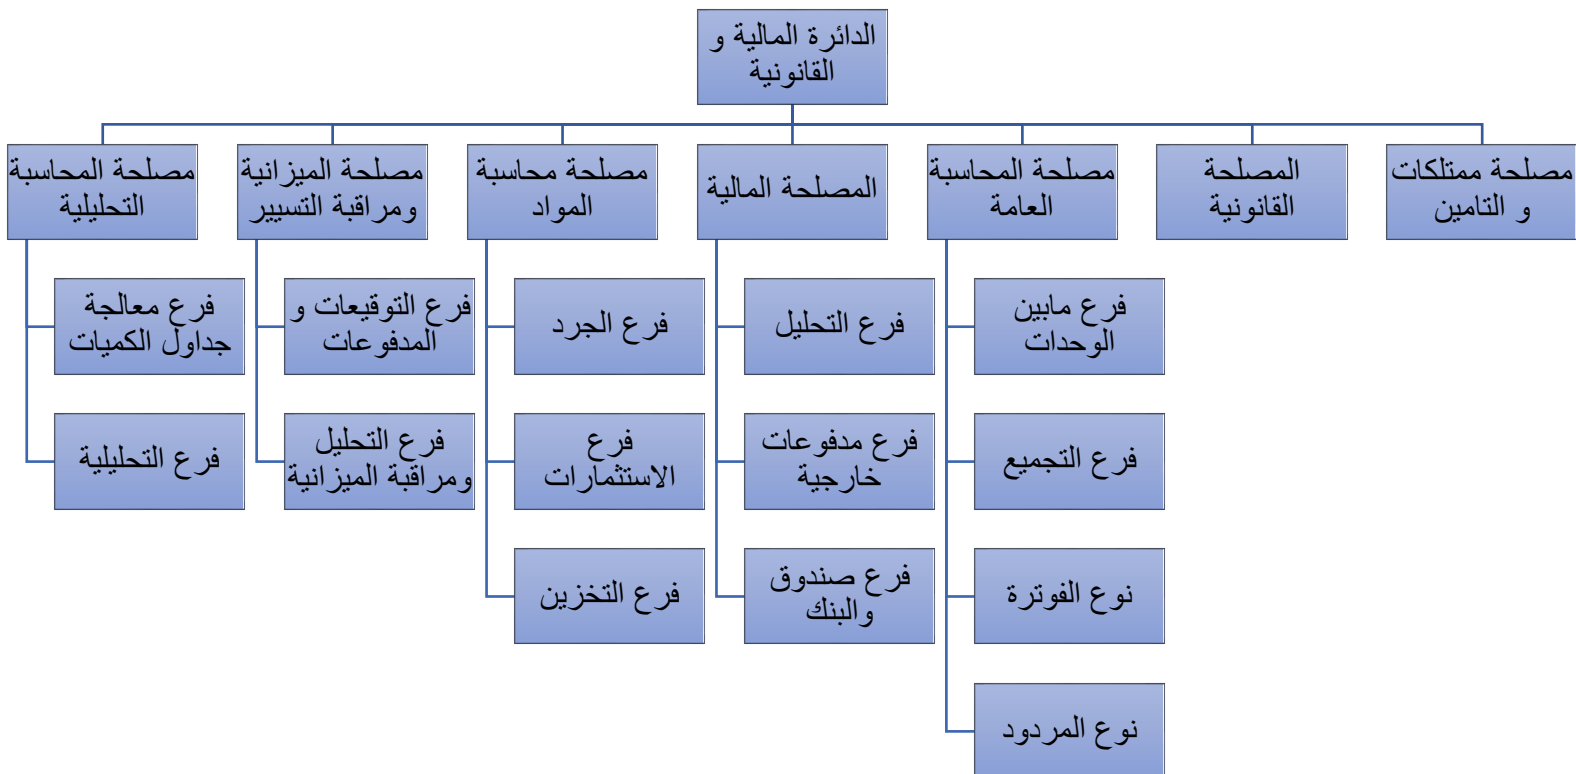 الدائرة المالية و
القانونية
مصلحة ممتلكات
و التامين
المصلحة
القانونية
مصلحة المحاسبة
العامة
المصلحة المالية
مصلحة محاسبة
المواد
مصلحة الميزانية
ومراقبة التسيير
مصلحة المحاسبة
التحليلية
فرع مابين
الوحدات
فرع التجميع
نوع الفوترة
نوع المردود
فرع التحليل
فرع مدفوعات
خارجية
فرع صندوق
والبنك
فرع الجرد
فرع
الاستثمارات
فرع التخزين
فرع التوقيعات و
المدفوعات
فرع التحليل
ومراقبة الميزانية
فرع معالجة
جداول الكميات
فرع التحليلية